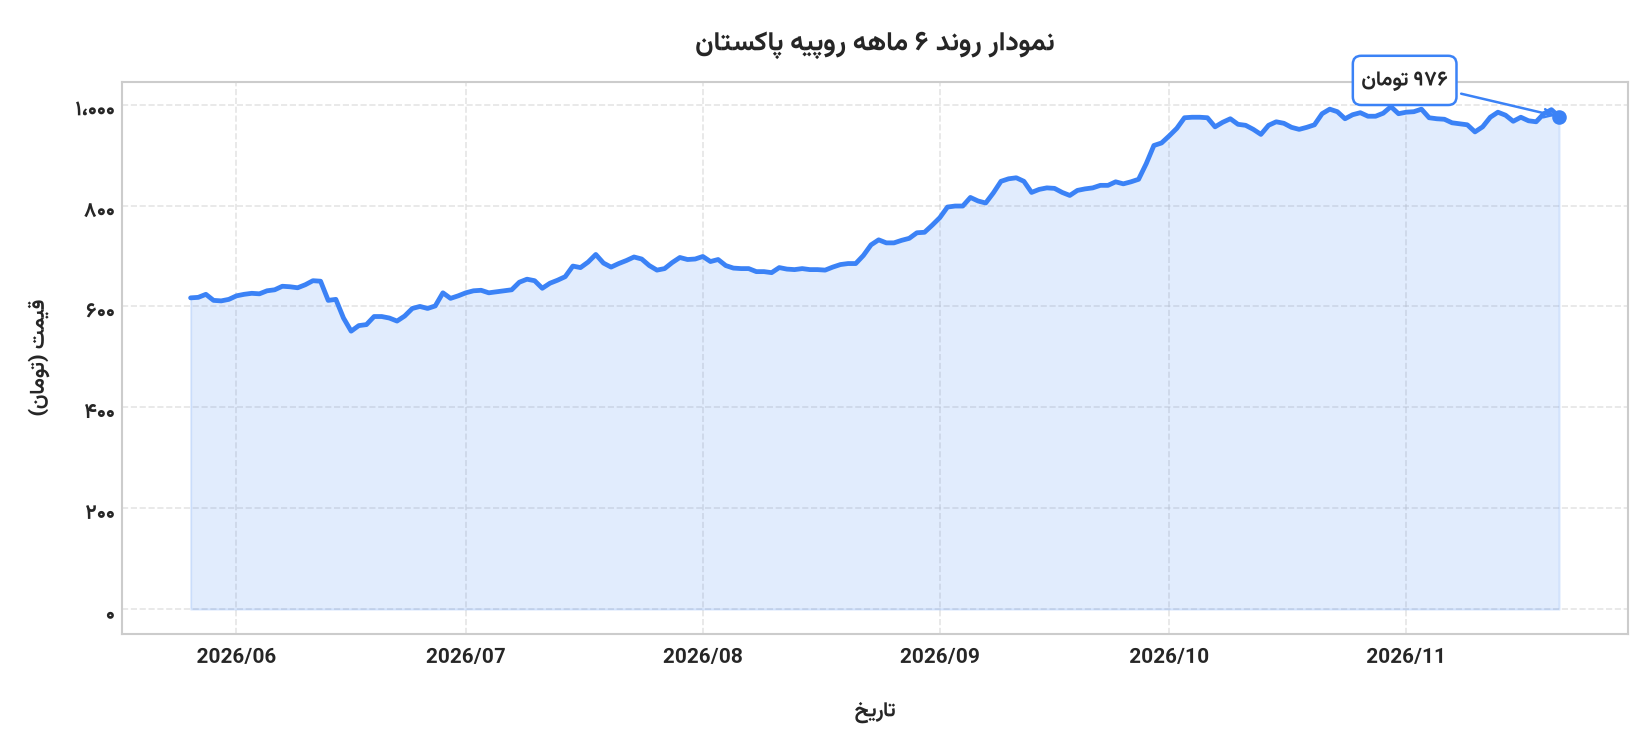 نمودار روند ۶ ماهه روپیه پاکستان
۹۷۶ تومان
۱،۰۰۰
۸۰۰
۶۰۰
۴۰۰
۲۰۰
۰
قیمت (تومان)
2026/06 2026/07 2026/08 2026/09 2026/10 2026/11
تاریخ